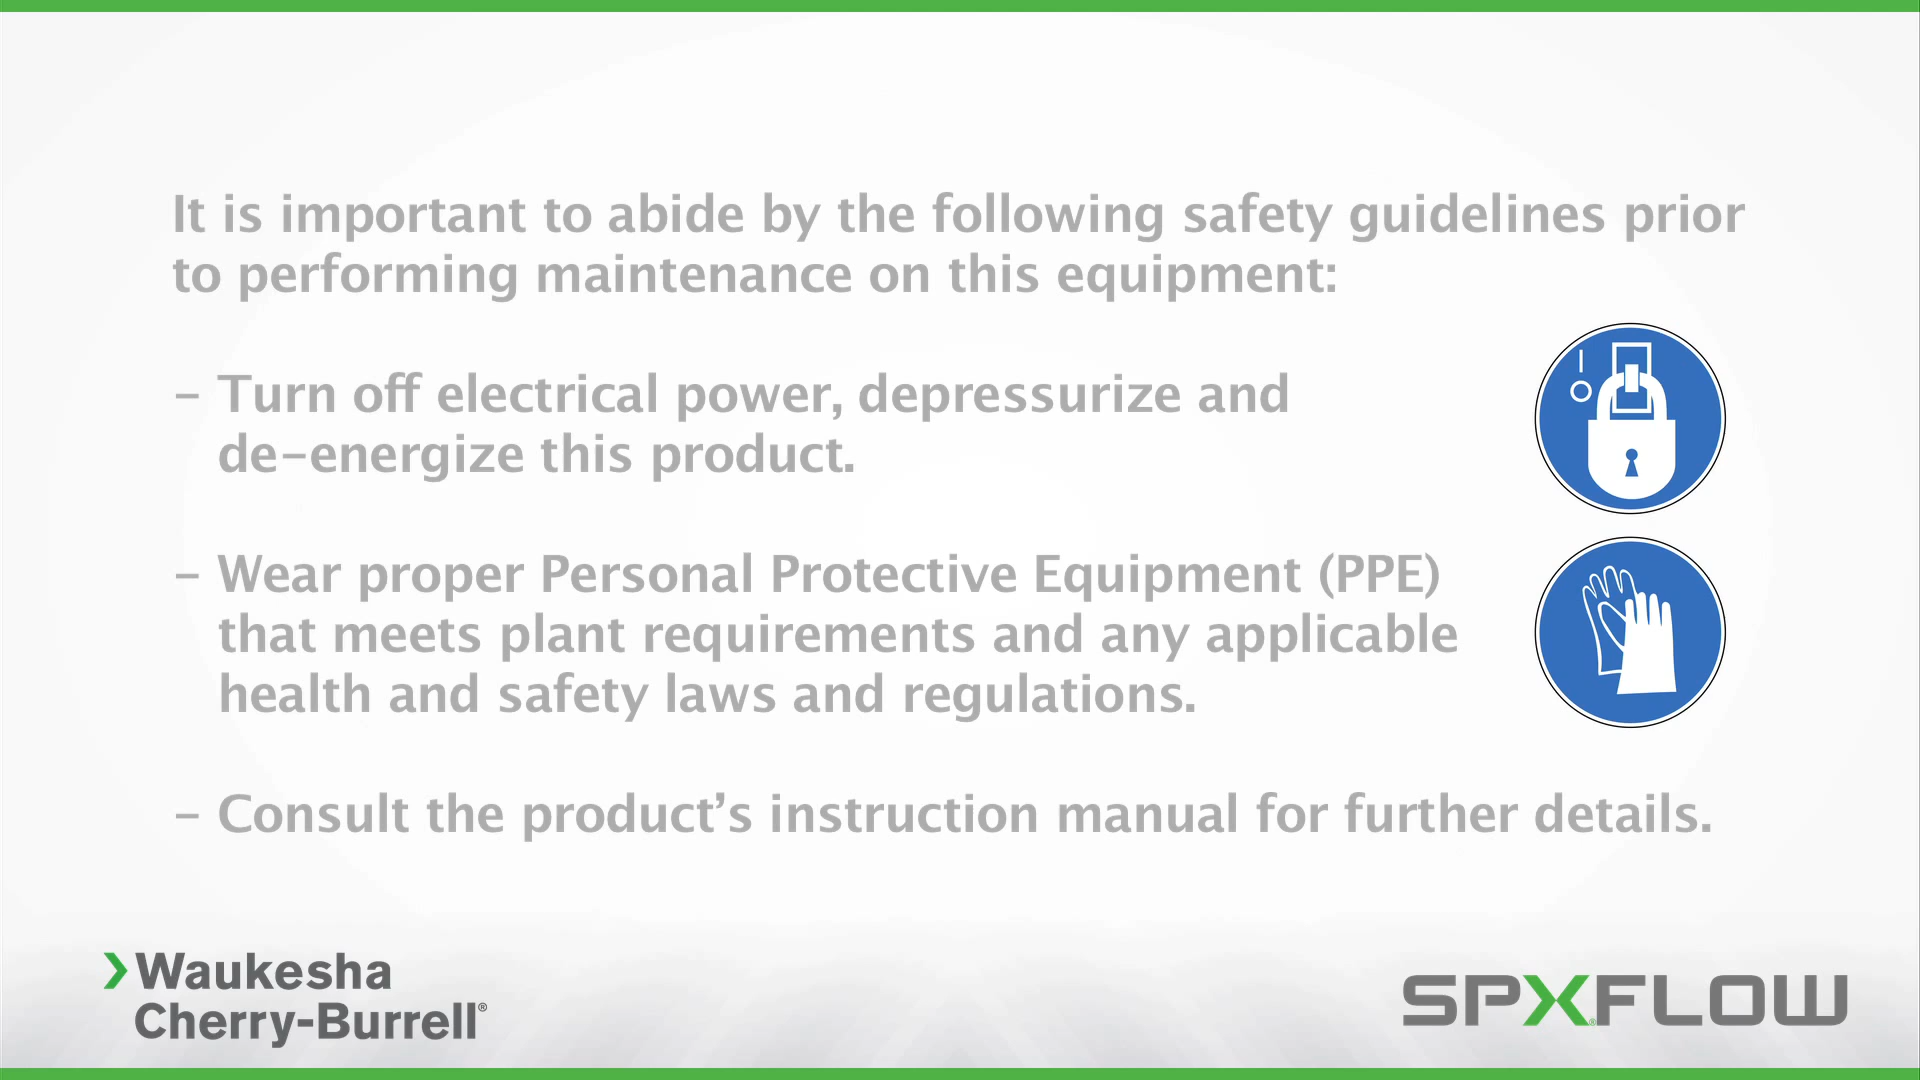 It is important to abide by the following safety guidelines prior
to performing maintenance on this equipment:
– Turn off electrical power, depressurize and
de–energize this product.
– Wear proper Personal Protective Equipment (PPE)
that meets plant requirements and any applicable
health and safety laws and regulations.
– Consult the product’s instruction manual for further details.
Waukesha
Cherry-Burrell®
SPXFLOW®